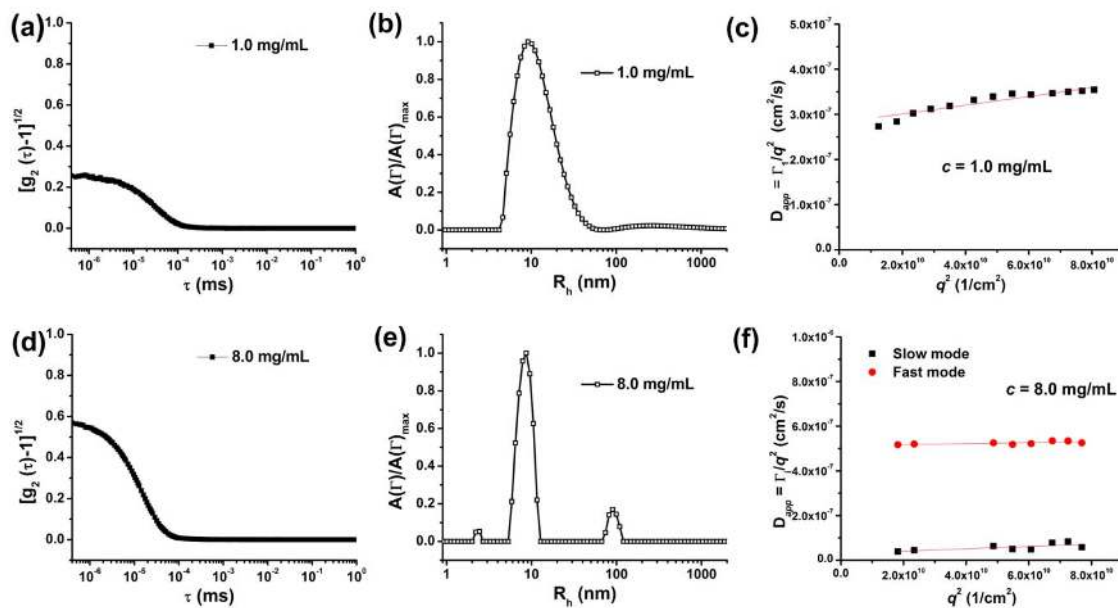 (a)
1.0
0.8
0.6
0.4
0.2
0.0
[g₂ (τ)-1]^1/2
1.0 mg/mL
10⁻⁶ 10⁻⁵ 10⁻⁴ 10⁻³ 10⁻² 10⁻¹ 10⁰
τ (ms)
(b)
1.0
0.8
0.6
0.4
0.2
0.0
A(Γ)/A(Γ)max
1.0 mg/mL
1 10 100 1000
Rₕ (nm)
(c)
5.0x10⁻⁷
4.0x10⁻⁷
3.0x10⁻⁷
2.0x10⁻⁷
1.0x10⁻⁷
0.0
Dapp = Γ₁/q² (cm²/s)
c = 1.0 mg/mL
0.0 2.0x10¹⁰ 4.0x10¹⁰ 6.0x10¹⁰ 8.0x10¹⁰
q² (1/cm²)
(d)
1.0
0.8
0.6
0.4
0.2
0.0
[g₂ (τ)-1]^1/2
8.0 mg/mL
10⁻⁶ 10⁻⁵ 10⁻⁴ 10⁻³ 10⁻² 10⁻¹ 10⁰
τ (ms)
(e)
1.0
0.8
0.6
0.4
0.2
0.0
A(Γ)/A(Γ)max
8.0 mg/mL
1 10 100 1000
Rₕ (nm)
(f)
1.0x10⁻⁶
8.0x10⁻⁷
6.0x10⁻⁷
4.0x10⁻⁷
2.0x10⁻⁷
0.0
Dapp = Γᵢ/q² (cm²/s)
Slow mode
Fast mode
c = 8.0 mg/mL
0.0 2.0x10¹⁰ 4.0x10¹⁰ 6.0x10¹⁰ 8.0x10¹⁰
q² (1/cm²)